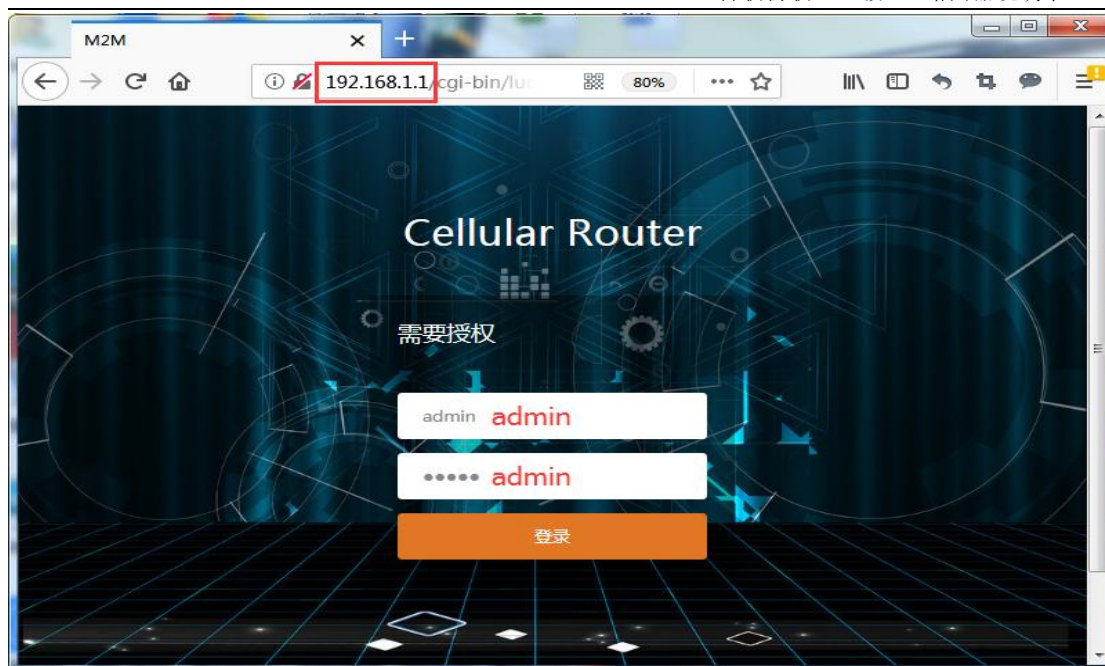 M2M
192.168.1.1/cgi-bin/lu
80%
Cellular Router
需要授权
admin admin
••••• admin
登录